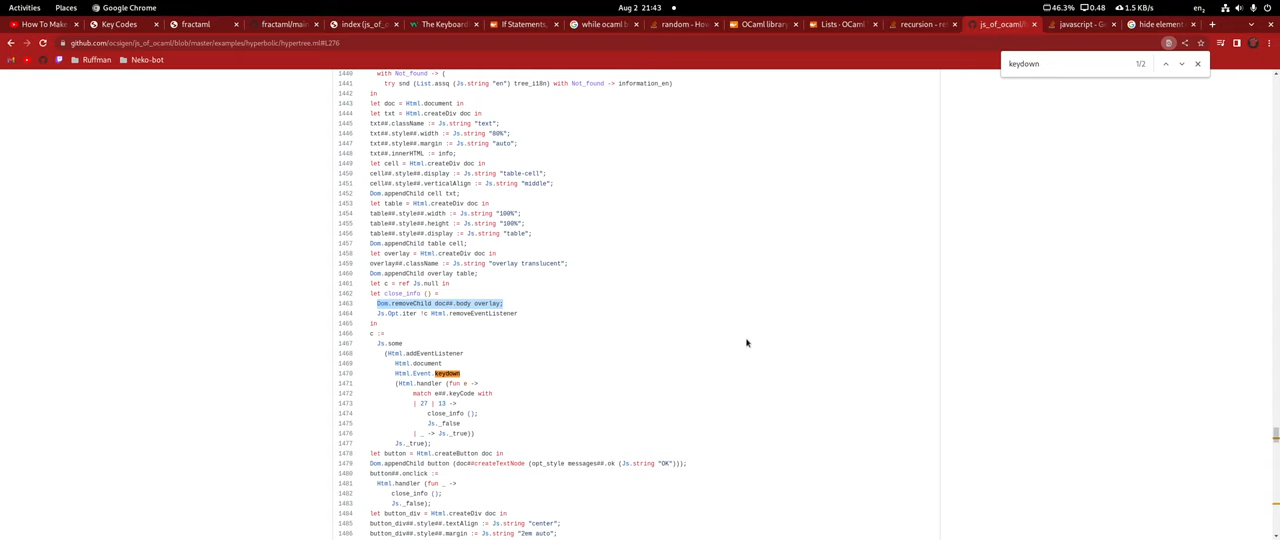 Activities Places Google Chrome Aug 2 21:43 46.3% 0.48 1.5 KB/s en₂
How To Make Key Codes fractaml fractaml/main index (js_of_o The Keyboard If Statements, while ocaml b random - How OCaml library Lists · OCaml recursion - re js_of_ocaml/h javascript - Ge hide element
github.com/ocsigen/js_of_ocaml/blob/master/examples/hyperbolic/hypertree.ml#L276
Ruffman Neko-bot
keydown 1/2
1440 with Not_found -> (
1441 try snd (List.assq (Js.string "en") tree_i18n) with Not_found -> information_en)
1442 in
1443 let doc = Html.document in
1444 let txt = Html.createDiv doc in
1445 txt##.className := Js.string "text";
1446 txt##.style##.width := Js.string "80%";
1447 txt##.style##.margin := Js.string "auto";
1448 txt##.innerHTML := info;
1449 let cell = Html.createDiv doc in
1450 cell##.style##.display := Js.string "table-cell";
1451 cell##.style##.verticalAlign := Js.string "middle";
1452 Dom.appendChild cell txt;
1453 let table = Html.createDiv doc in
1454 table##.style##.width := Js.string "100%";
1455 table##.style##.height := Js.string "100%";
1456 table##.style##.display := Js.string "table";
1457 Dom.appendChild table cell;
1458 let overlay = Html.createDiv doc in
1459 overlay##.className := Js.string "overlay translucent";
1460 Dom.appendChild overlay table;
1461 let c = ref Js.null in
1462 let close_info () =
1463 Dom.removeChild doc##.body overlay;
1464 Js.Opt.iter !c Html.removeEventListener
1465 in
1466 c :=
1467 Js.some
1468 (Html.addEventListener
1469 Html.document
1470 Html.Event.keydown
1471 (Html.handler (fun e ->
1472 match e##.keyCode with
1473 | 27 | 13 ->
1474 close_info ();
1475 Js._false
1476 | _ -> Js._true))
1477 Js._true);
1478 let button = Html.createButton doc in
1479 Dom.appendChild button (doc##createTextNode (opt_style messages##.ok (Js.string "OK")));
1480 button##.onclick :=
1481 Html.handler (fun _ ->
1482 close_info ();
1483 Js._false);
1484 let button_div = Html.createDiv doc in
1485 button_div##.style##.textAlign := Js.string "center";
1486 button_div##.style##.margin := Js.string "2em auto";